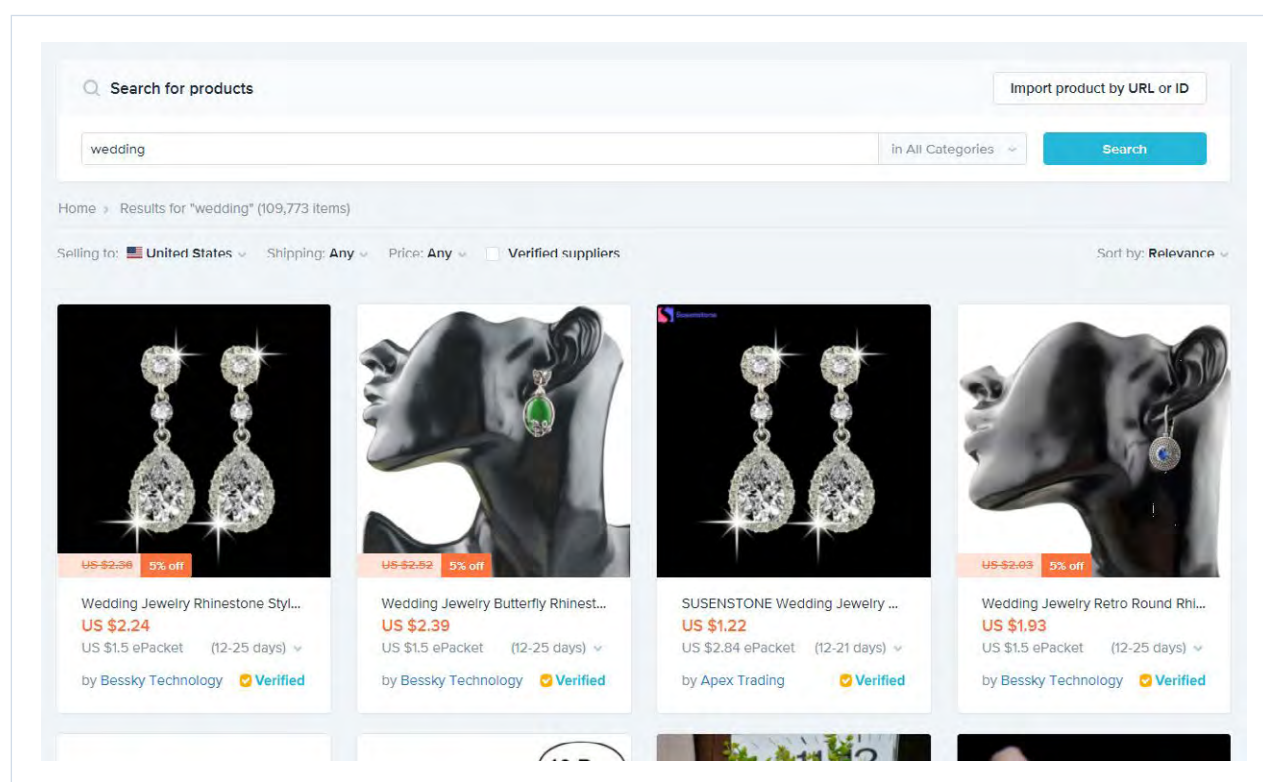 Search for products
Import product by URL or ID
wedding
in All Categories
Search
Home > Results for "wedding" (109,773 items)
Selling to: United States Shipping: Any Price: Any Verified suppliers
Sort by: Relevance
Susenstone
US $2.36 5% off
US $2.52 5% off
US $2.03 5% off
Wedding Jewelry Rhinestone Styl...
US $2.24
US $1.5 ePacket (12-25 days)
by Bessky Technology Verified
Wedding Jewelry Butterfly Rhinest...
US $2.39
US $1.5 ePacket (12-25 days)
by Bessky Technology Verified
SUSENSTONE Wedding Jewelry ...
US $1.22
US $2.84 ePacket (12-21 days)
by Apex Trading Verified
Wedding Jewelry Retro Round Rhi...
US $1.93
US $1.5 ePacket (12-25 days)
by Bessky Technology Verified
11 12